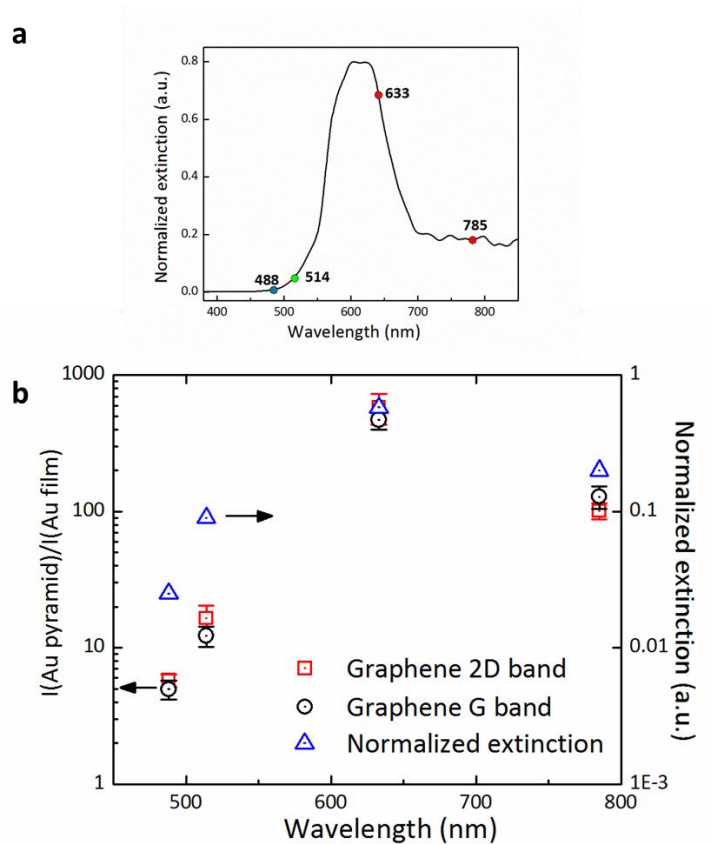 a
Normalized extinction (a.u.)
0.8
0.6
0.4
0.2
0.0
488
514
633
785
400 500 600 700 800
Wavelength (nm)
b
I(Au pyramid)/I(Au film)
1000
100
10
1
Graphene 2D band
Graphene G band
Normalized extinction
1
0.1
0.01
1E-3
Normalized extinction (a.u.)
500 600 700 800
Wavelength (nm)